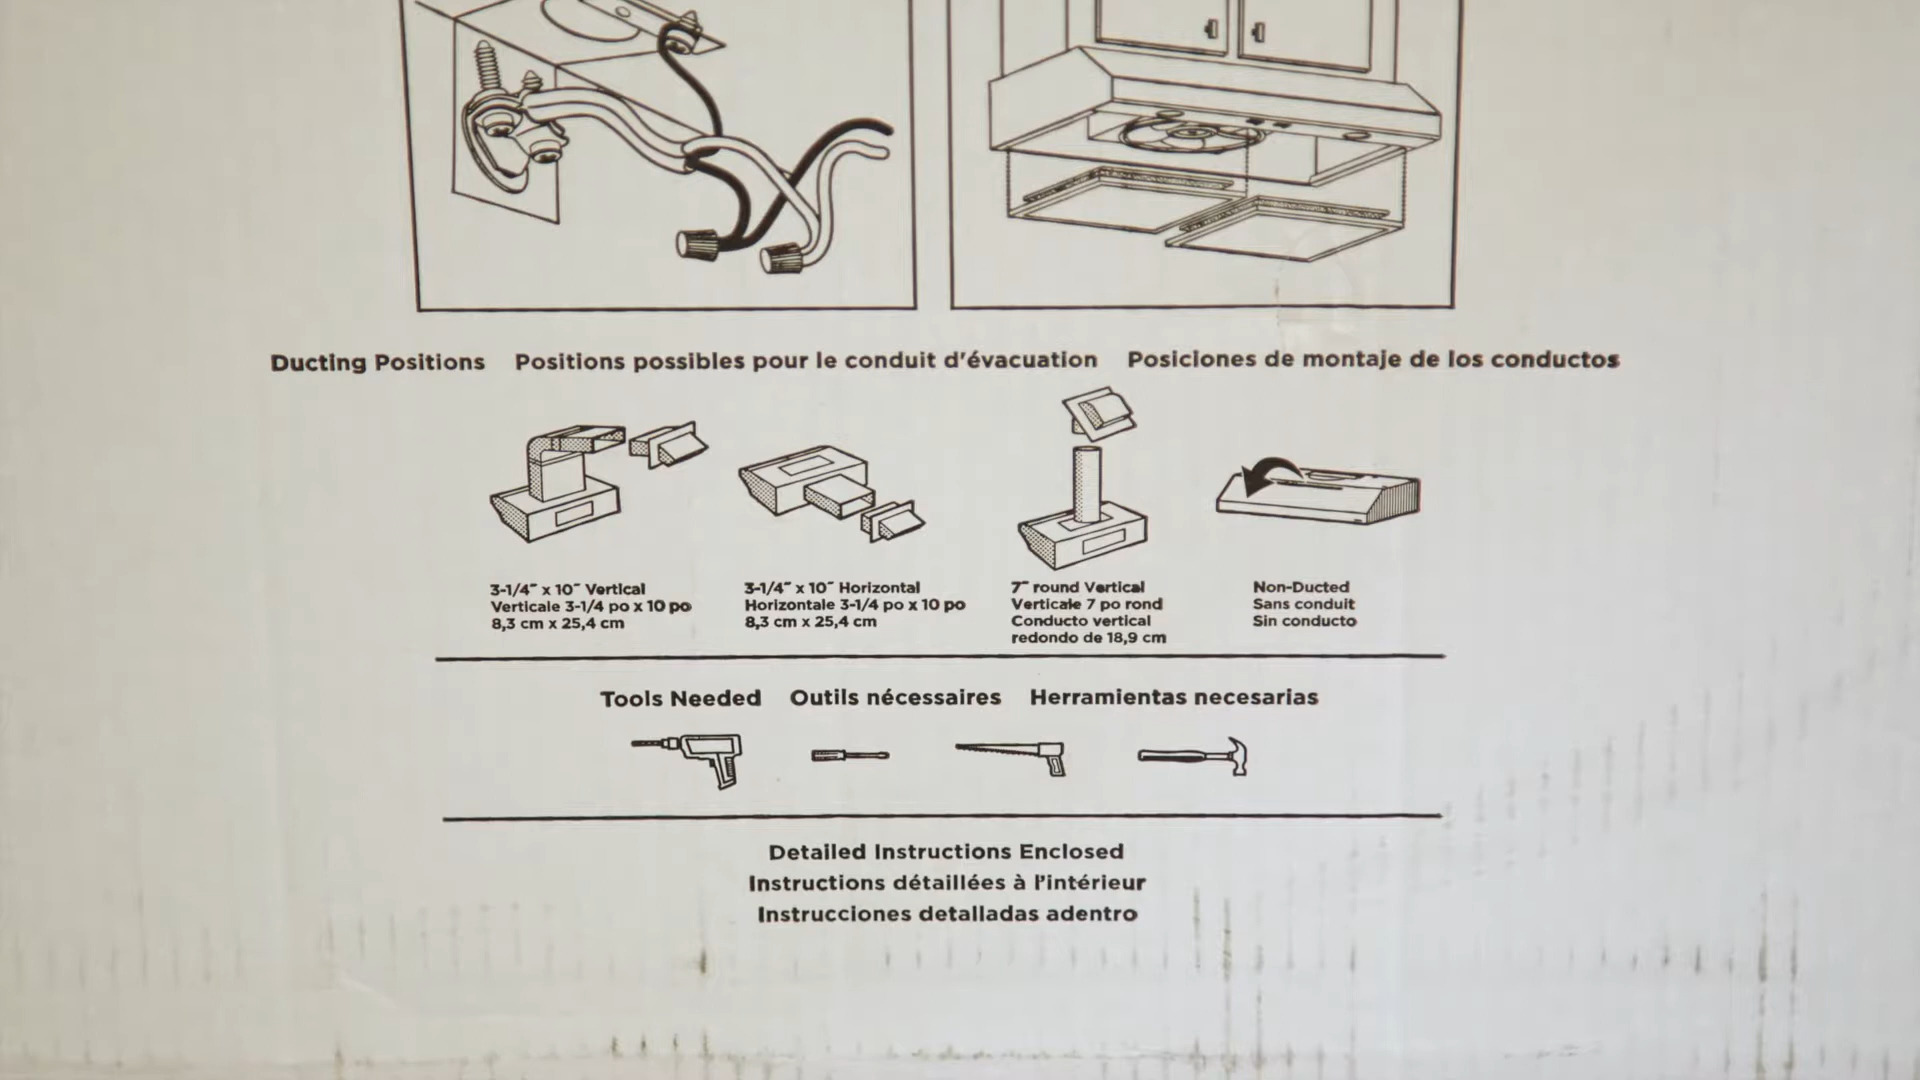 Ducting Positions Positions possibles pour le conduit d'évacuation Posiciones de montaje de los conductos
3-1/4" x 10" Vertical
Verticale 3-1/4 po x 10 po
8,3 cm x 25,4 cm
3-1/4" x 10" Horizontal
Horizontale 3-1/4 po x 10 po
8,3 cm x 25,4 cm
7" round Vertical
Verticale 7 po rond
Conducto vertical
redondo de 18,9 cm
Non-Ducted
Sans conduit
Sin conducto
Tools Needed Outils nécessaires Herramientas necesarias
Detailed Instructions Enclosed
Instructions détaillées à l'intérieur
Instrucciones detalladas adentro